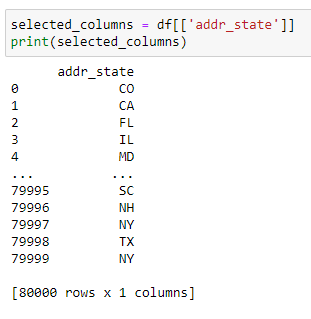 selected_columns = df[['addr_state']]
print(selected_columns)
addr_state
0 CO
1 CA
2 FL
3 IL
4 MD
... ...
79995 SC
79996 NH
79997 NY
79998 TX
79999 NY
[80000 rows x 1 columns]